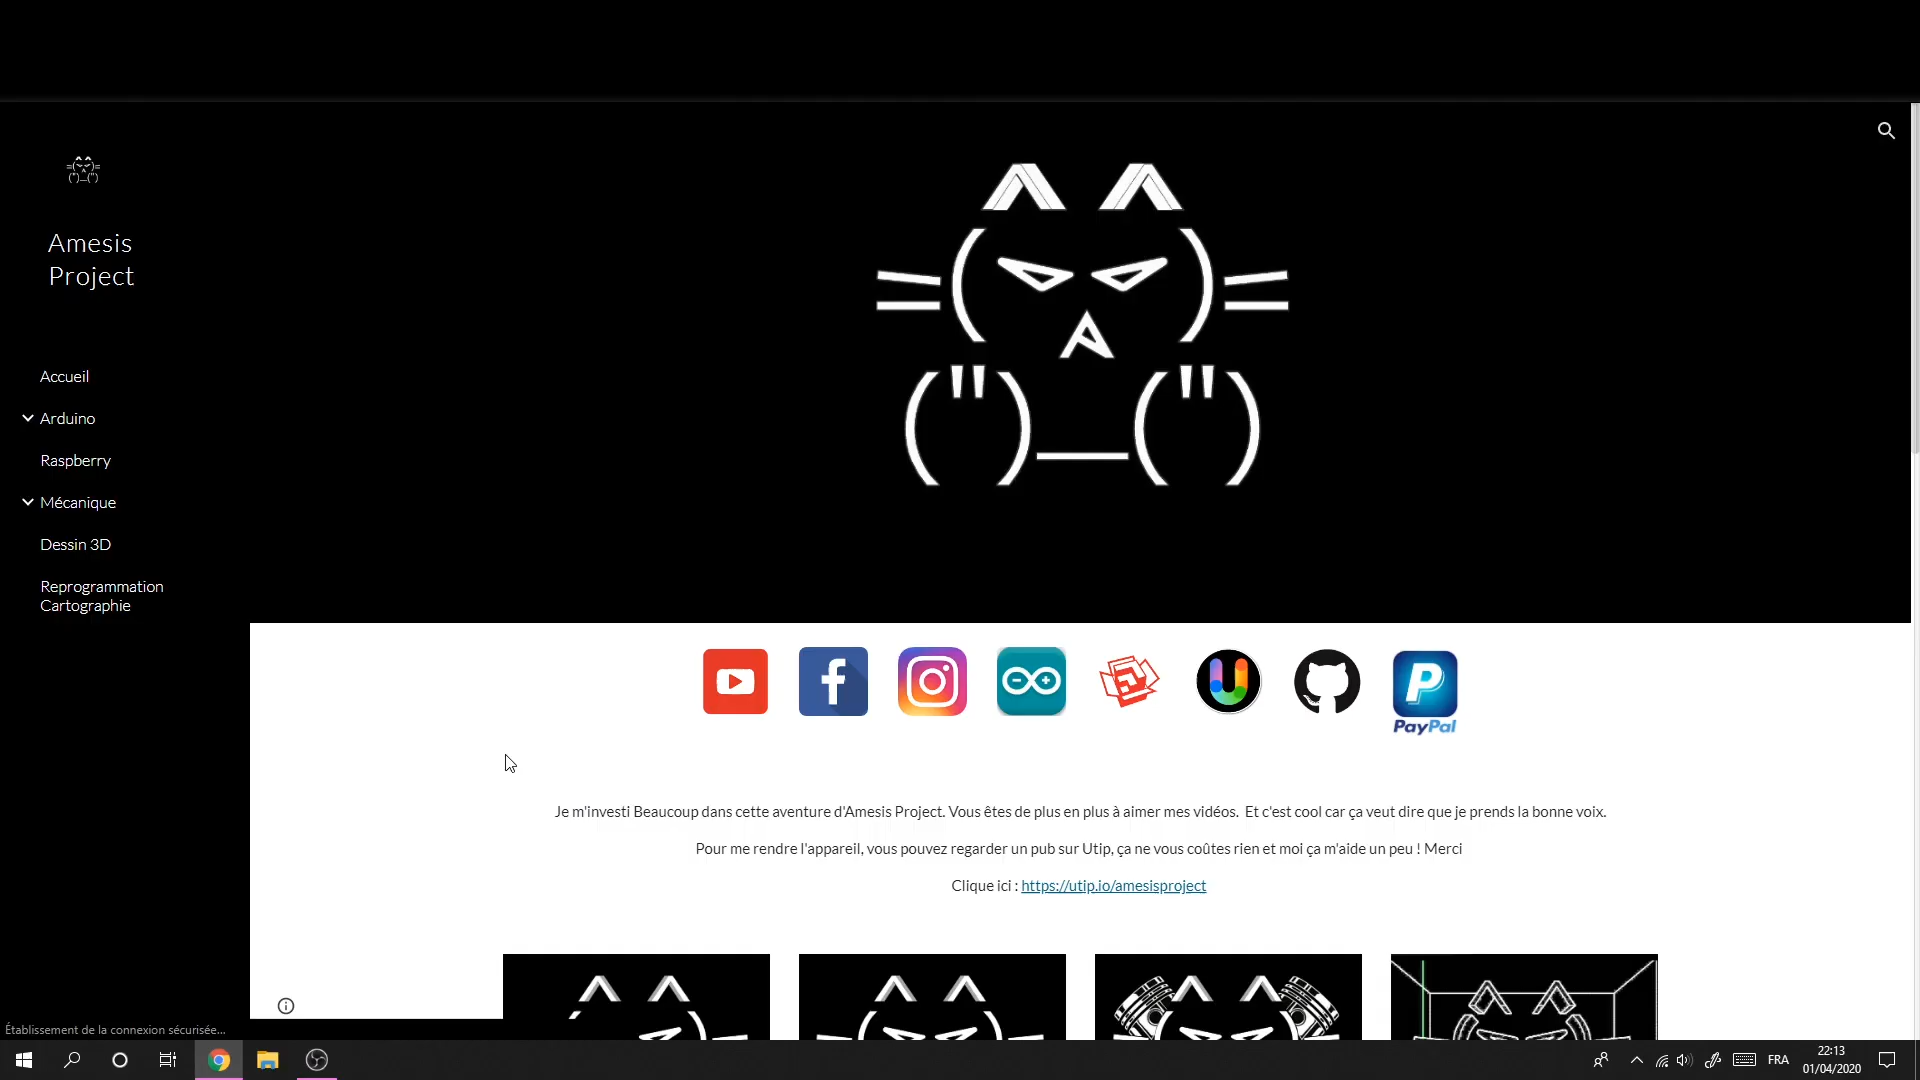 Amesis
Project
Accueil
Arduino
Raspberry
Mécanique
Dessin 3D
Reprogrammation
Cartographie
PayPal
Je m'investi Beaucoup dans cette aventure d'Amesis Project. Vous êtes de plus en plus à aimer mes vidéos.  Et c'est cool car ça veut dire que je prends la bonne voix.
Pour me rendre l'appareil, vous pouvez regarder un pub sur Utip, ça ne vous coûtes rien et moi ça m'aide un peu ! Merci
Clique ici : https://utip.io/amesisproject
Établissement de la connexion sécurisée...
FRA
22:13
01/04/2020